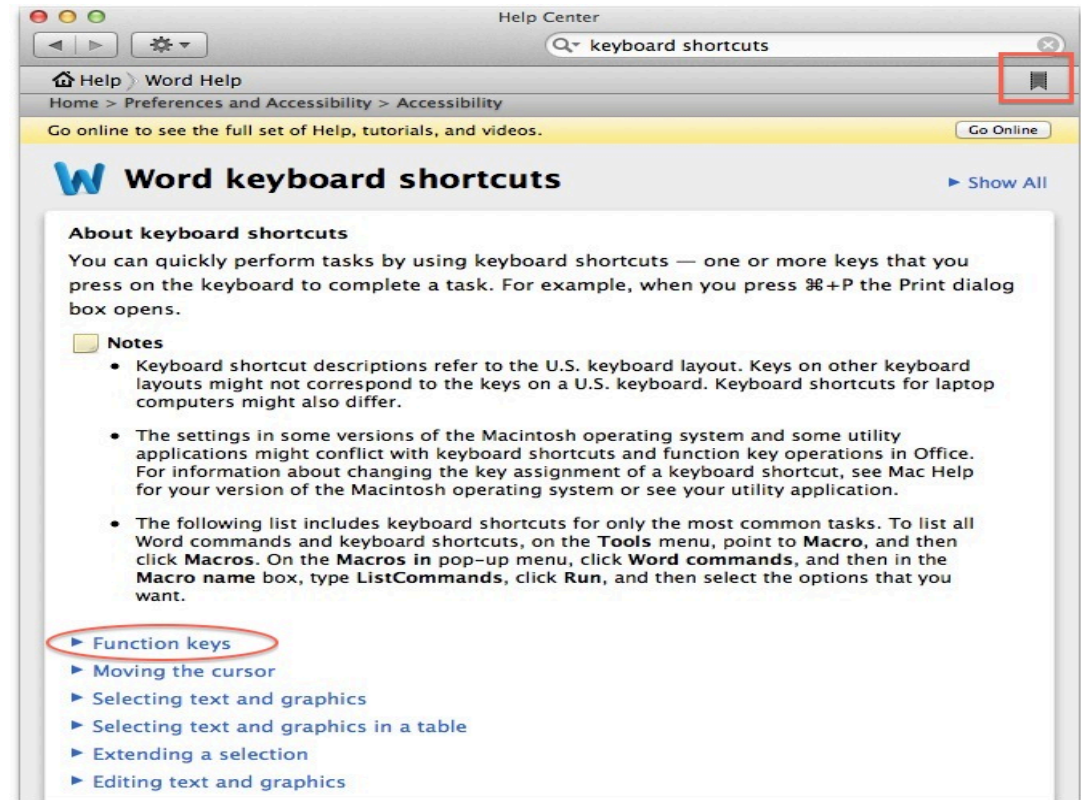 Help Center
keyboard shortcuts
Help Word Help
Home > Preferences and Accessibility > Accessibility
Go online to see the full set of Help, tutorials, and videos.
Go Online
Word keyboard shortcuts
► Show All
About keyboard shortcuts
You can quickly perform tasks by using keyboard shortcuts — one or more keys that you
press on the keyboard to complete a task. For example, when you press ⌘+P the Print dialog
box opens.
Notes
• Keyboard shortcut descriptions refer to the U.S. keyboard layout. Keys on other keyboard
layouts might not correspond to the keys on a U.S. keyboard. Keyboard shortcuts for laptop
computers might also differ.
• The settings in some versions of the Macintosh operating system and some utility
applications might conflict with keyboard shortcuts and function key operations in Office.
For information about changing the key assignment of a keyboard shortcut, see Mac Help
for your version of the Macintosh operating system or see your utility application.
• The following list includes keyboard shortcuts for only the most common tasks. To list all
Word commands and keyboard shortcuts, on the Tools menu, point to Macro, and then
click Macros. On the Macros in pop-up menu, click Word commands, and then in the
Macro name box, type ListCommands, click Run, and then select the options that you
want.
► Function keys
► Moving the cursor
► Selecting text and graphics
► Selecting text and graphics in a table
► Extending a selection
► Editing text and graphics